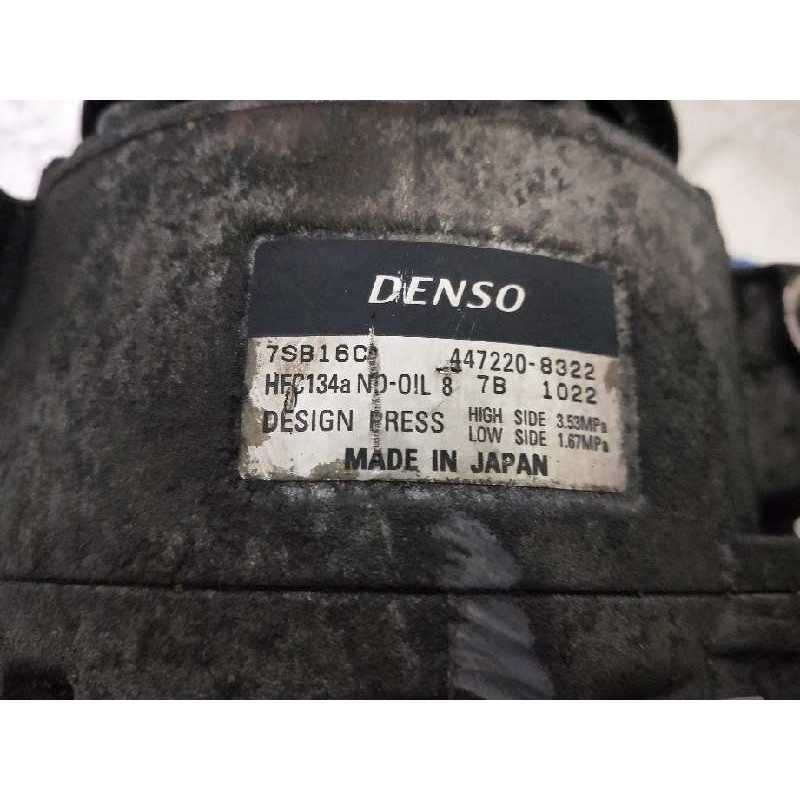 DENSO
7SB16C 447220-8322
HFC134a ND-OIL 8 7B 1022
DESIGN PRESS HIGH SIDE 3.53MPa
LOW SIDE 1.67MPa
MADE IN JAPAN